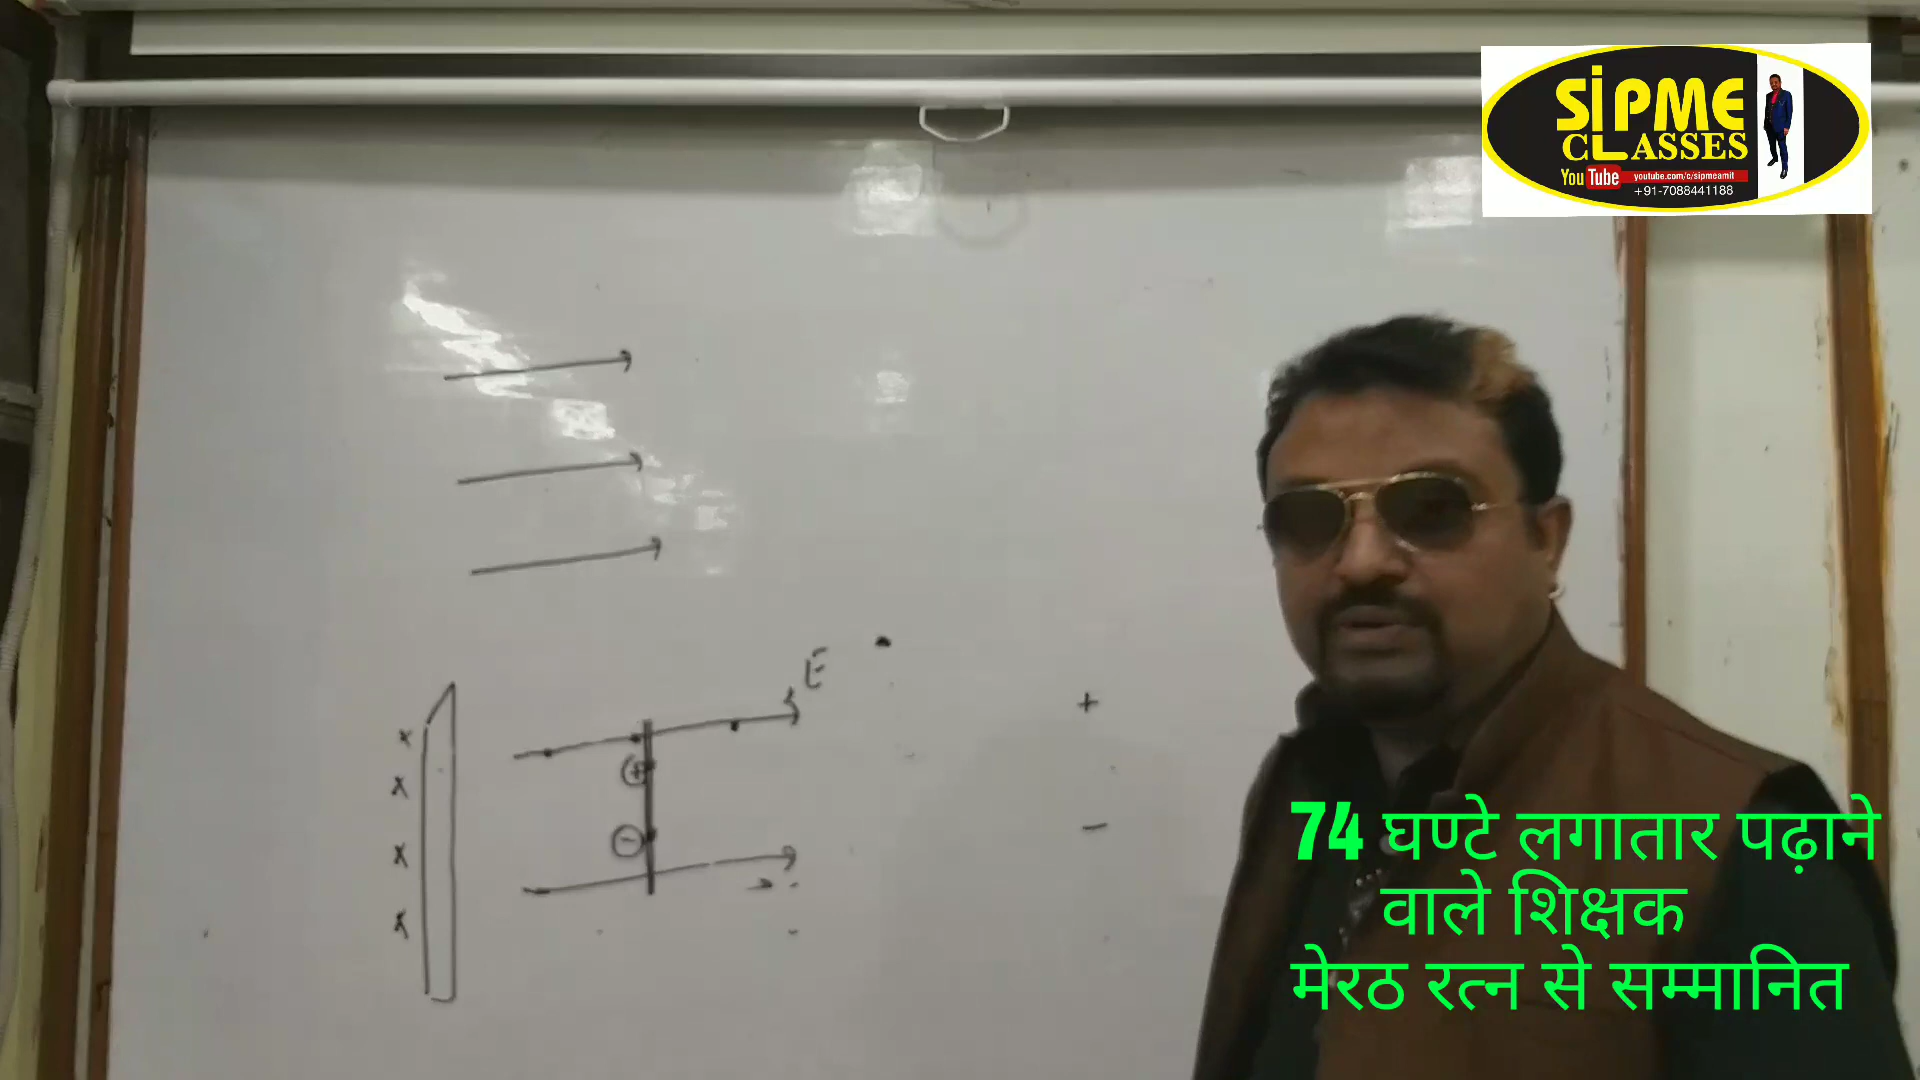 SiPME
CLASSES
YouTube youtube.com/c/sipmeamit
+91-7088441188
E
+
+
-
-
x
x
x
x
74 घण्टे लगातार पढ़ाने
वाले शिक्षक
मेरठ रत्न से सम्मानित